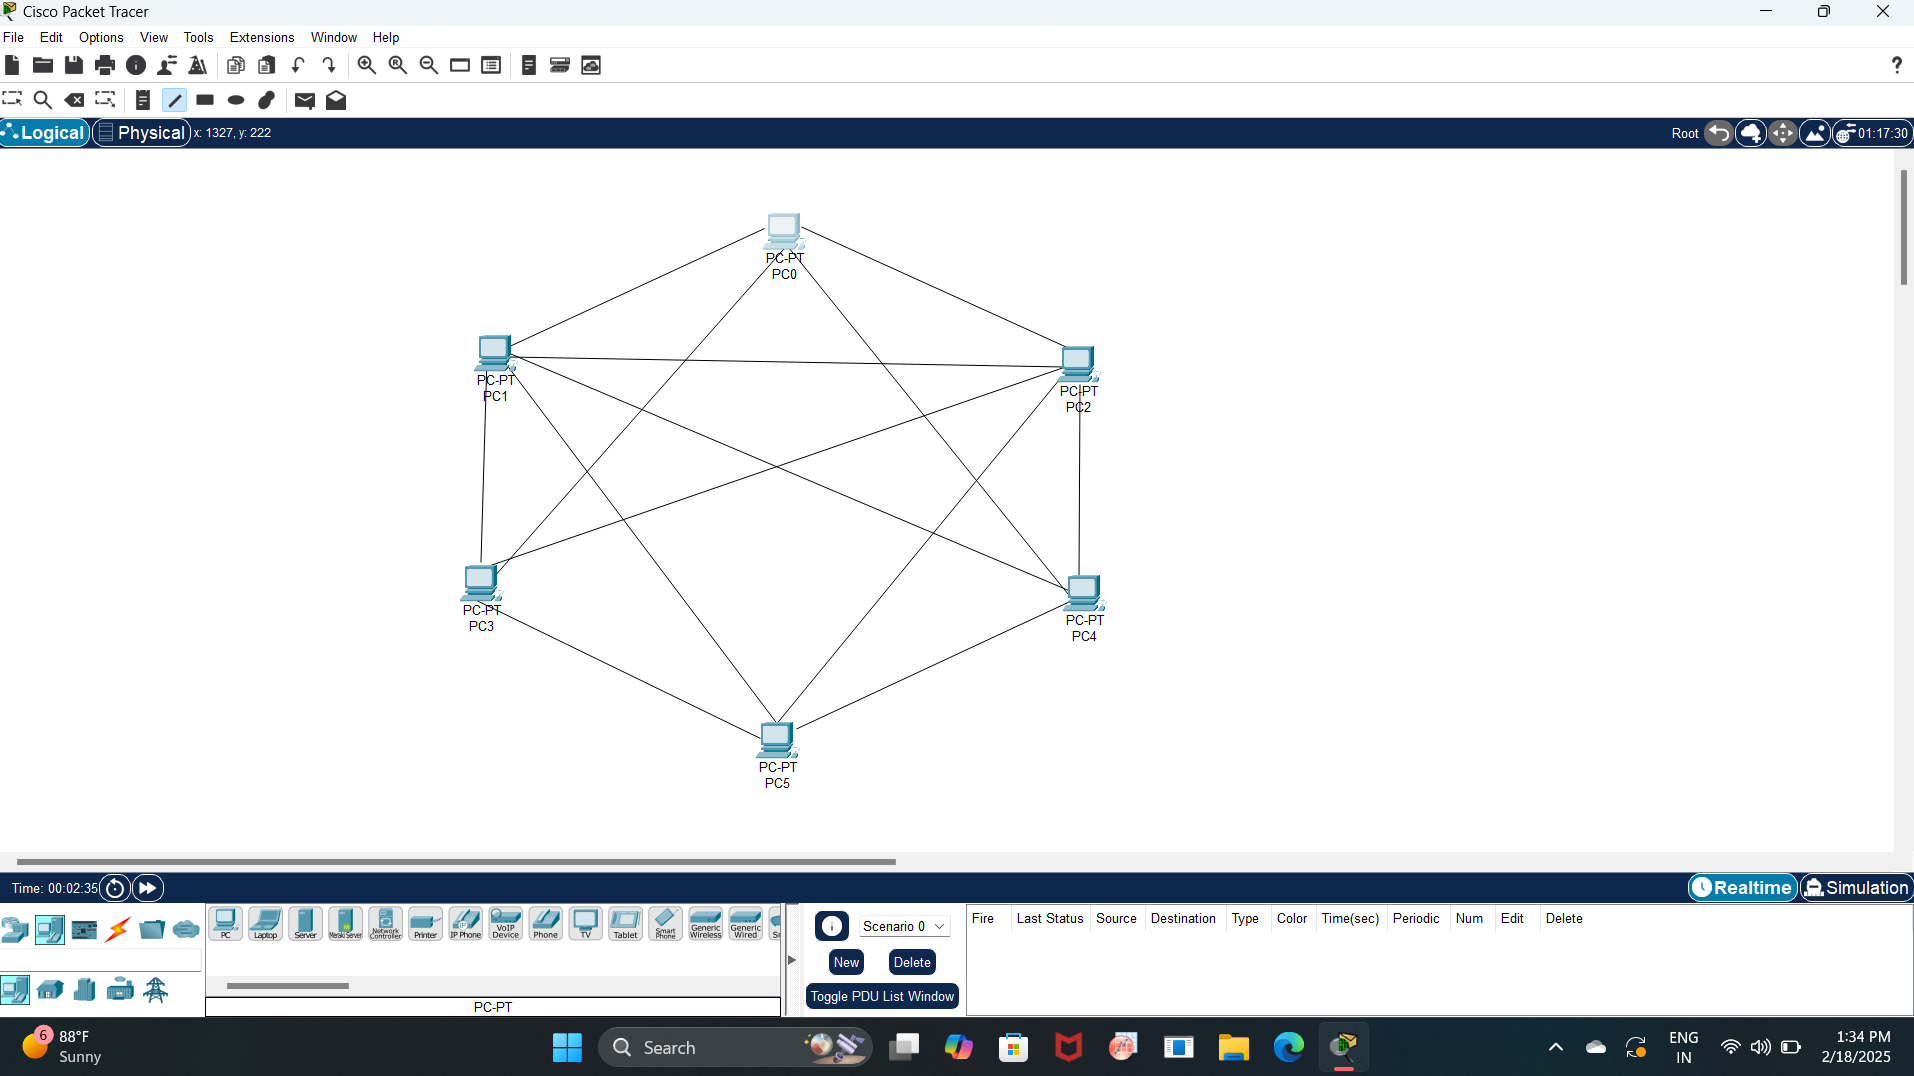 Cisco Packet Tracer
File Edit Options View Tools Extensions Window Help
?
Logical Physical x: 1327, y: 222 Root 01:17:30
PC-PT
PC0
PC-PT
PC1
PC-PT
PC2
PC-PT
PC3
PC-PT
PC4
PC-PT
PC5
Time: 00:02:35 Realtime Simulation
PC Laptop Server Meraki Server Network Controller Printer IP Phone VoIP Device Phone TV Tablet Smart Phone Generic Wireless Generic Wired
PC-PT
Scenario 0
New Delete
Toggle PDU List Window
Fire Last Status Source Destination Type Color Time(sec) Periodic Num Edit Delete
6 88°F
Sunny
Search
ENG
IN
1:34 PM
2/18/2025